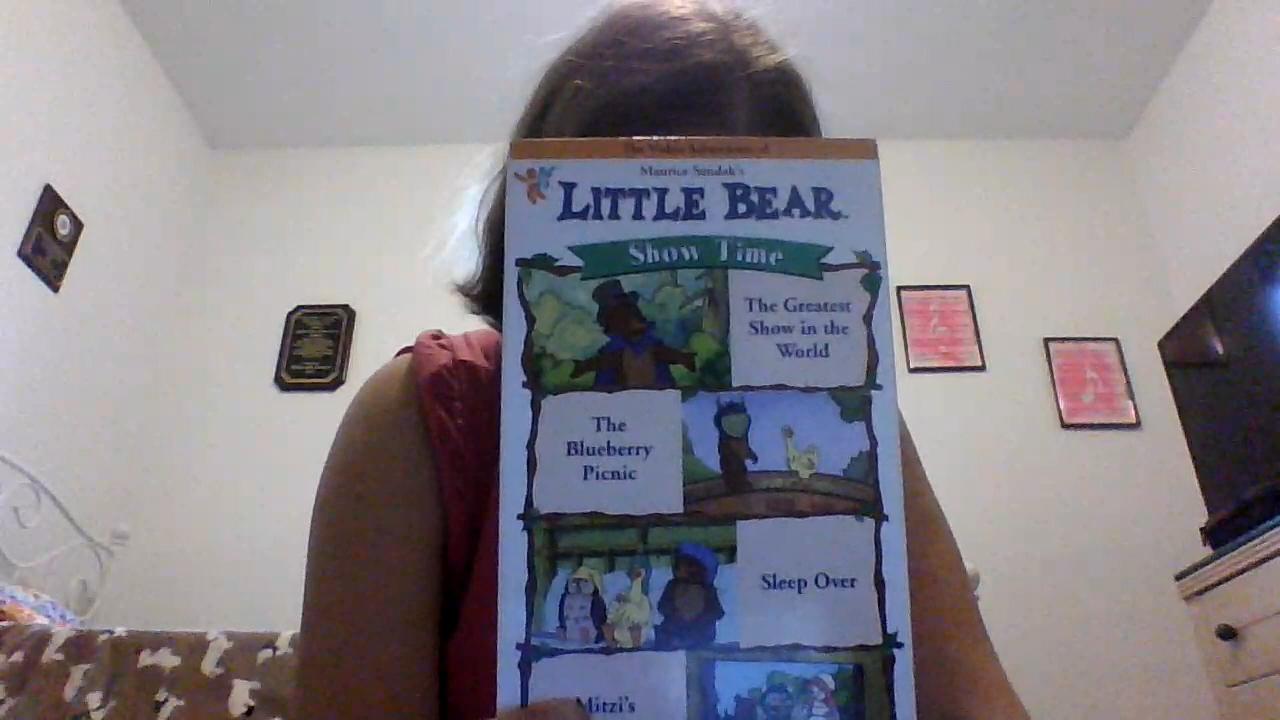 The Video Adventures of
Maurice Sendak's
LITTLE BEAR
Show Time
The Greatest
Show in the
World
The
Blueberry
Picnic
Sleep Over
Mitzi's